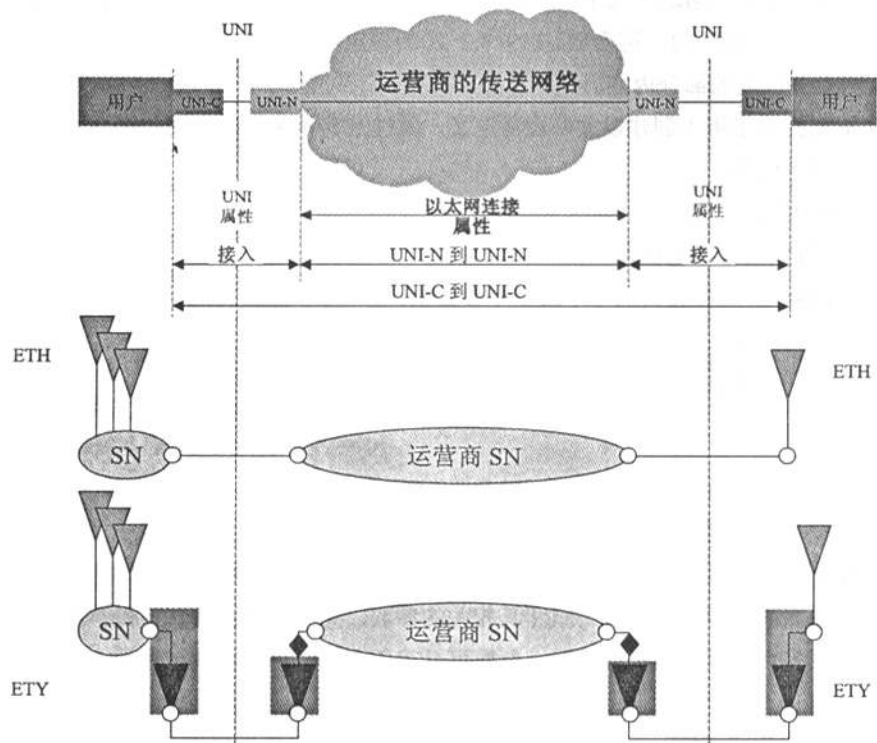 UNI
UNI
运营商的传送网络
用户
UNI-C
UNI-N
UNI-N
UNI-C
用户
UNI
属性
以太网连接
属性
UNI
属性
接入
UNI-N 到 UNI-N
接入
UNI-C 到 UNI-C
ETH
ETH
SN
运营商 SN
SN
运营商 SN
ETY
ETY